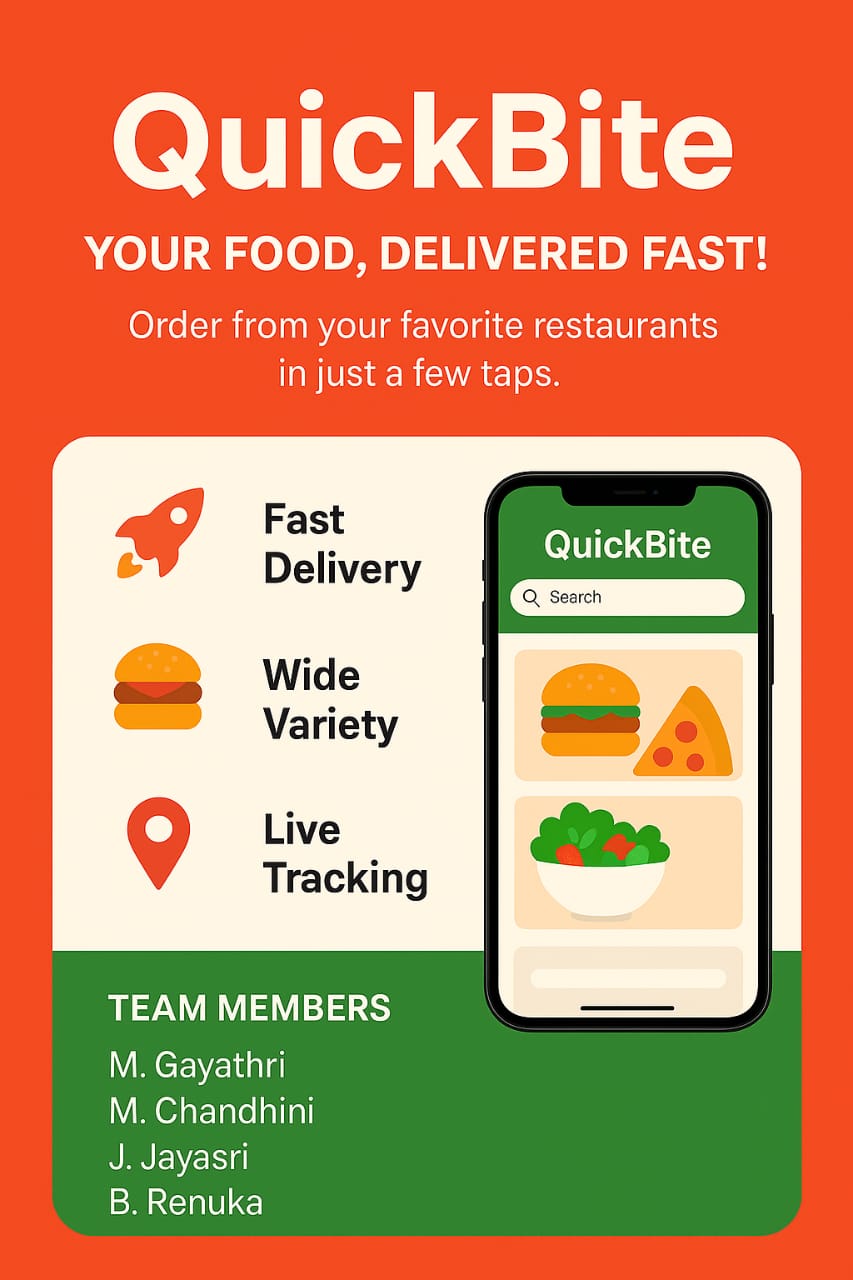 QuickBite
YOUR FOOD, DELIVERED FAST!
Order from your favorite restaurants
in just a few taps.
Fast
Delivery
Wide
Variety
Live
Tracking
QuickBite
Search
TEAM MEMBERS
M. Gayathri
M. Chandhini
J. Jayasri
B. Renuka